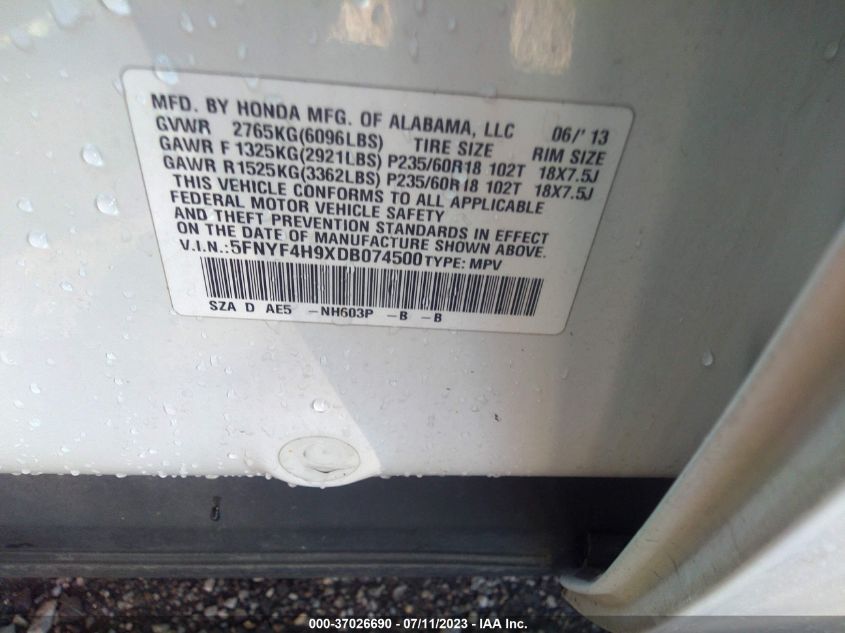 MFD. BY HONDA MFG. OF ALABAMA, LLC 06/'13
GVWR 2765KG(6096LBS) TIRE SIZE RIM SIZE
GAWR F 1325KG(2921LBS) P235/60R18 102T 18X7.5J
GAWR R1525KG(3362LBS) P235/60R18 102T 18X7.5J
THIS VEHICLE CONFORMS TO ALL APPLICABLE
FEDERAL MOTOR VEHICLE SAFETY
AND THEFT PREVENTION STANDARDS IN EFFECT
ON THE DATE OF MANUFACTURE SHOWN ABOVE.
V.I.N.:5FNYF4H9XDB074500 TYPE: MPV
SZA D AE5 -NH603P -B -B
000-37026690 - 07/11/2023 - IAA Inc.